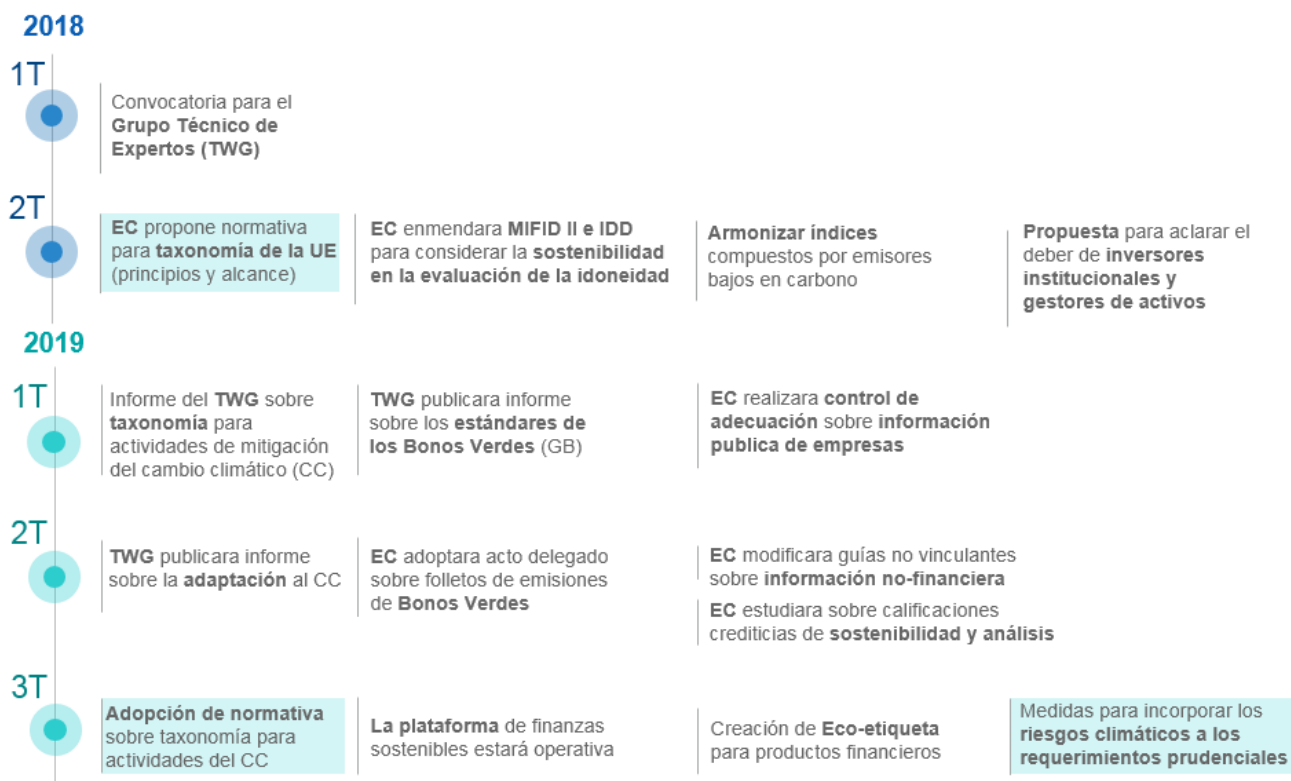 2018
1T
Convocatoria para el
Grupo Técnico de
Expertos (TWG)
2T
EC propone normativa
para taxonomía de la UE
(principios y alcance)
EC enmendara MIFID II e IDD
para considerar la sostenibilidad
en la evaluación de la idoneidad
Armonizar índices
compuestos por emisores
bajos en carbono
Propuesta para aclarar el
deber de inversores
institucionales y
gestores de activos
2019
1T
Informe del TWG sobre
taxonomía para
actividades de mitigación
del cambio climático (CC)
TWG publicara informe
sobre los estándares de
los Bonos Verdes (GB)
EC realizara control de
adecuación sobre información
publica de empresas
2T
TWG publicara informe
sobre la adaptación al CC
EC adoptara acto delegado
sobre folletos de emisiones
de Bonos Verdes
EC modificara guías no vinculantes
sobre información no-financiera
EC estudiara sobre calificaciones
crediticias de sostenibilidad y análisis
3T
Adopción de normativa
sobre taxonomía para
actividades del CC
La plataforma de finanzas
sostenibles estará operativa
Creación de Eco-etiqueta
para productos financieros
Medidas para incorporar los
riesgos climáticos a los
requerimientos prudenciales